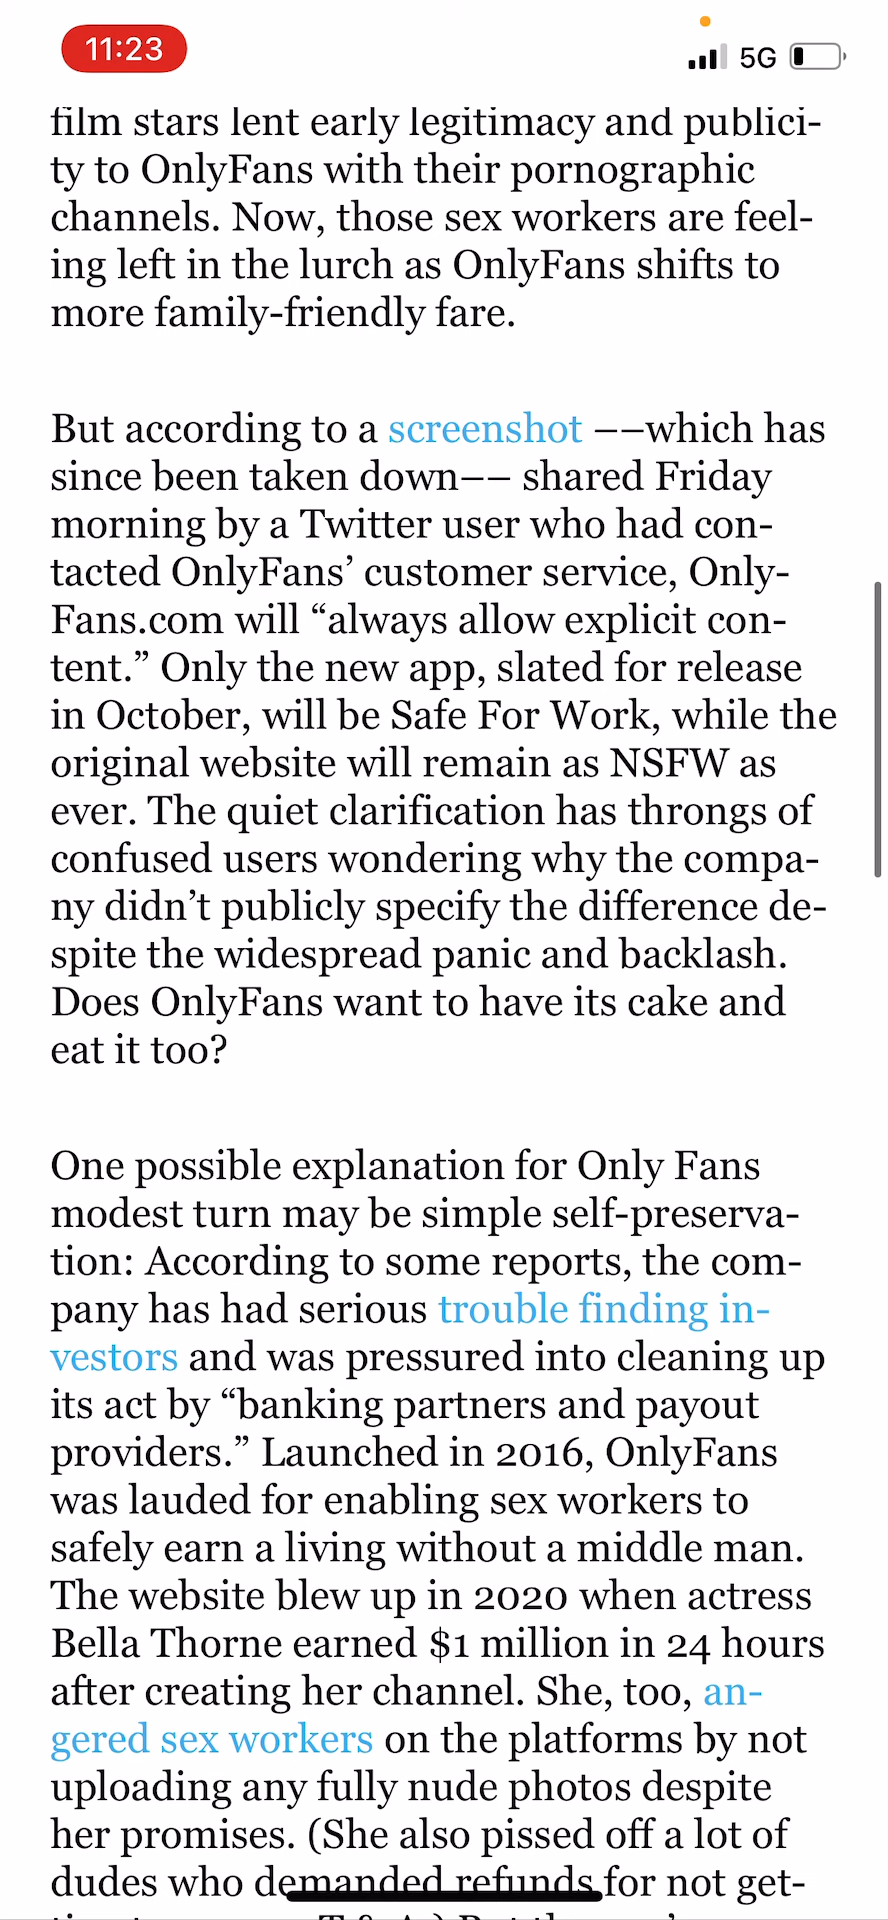 11:23
5G
film stars lent early legitimacy and publici-
ty to OnlyFans with their pornographic
channels. Now, those sex workers are feel-
ing left in the lurch as OnlyFans shifts to
more family-friendly fare.
But according to a screenshot ––which has
since been taken down–– shared Friday
morning by a Twitter user who had con-
tacted OnlyFans’ customer service, Only-
Fans.com will “always allow explicit con-
tent.” Only the new app, slated for release
in October, will be Safe For Work, while the
original website will remain as NSFW as
ever. The quiet clarification has throngs of
confused users wondering why the compa-
ny didn’t publicly specify the difference de-
spite the widespread panic and backlash.
Does OnlyFans want to have its cake and
eat it too?
One possible explanation for Only Fans
modest turn may be simple self-preserva-
tion: According to some reports, the com-
pany has had serious trouble finding in-
vestors and was pressured into cleaning up
its act by “banking partners and payout
providers.” Launched in 2016, OnlyFans
was lauded for enabling sex workers to
safely earn a living without a middle man.
The website blew up in 2020 when actress
Bella Thorne earned $1 million in 24 hours
after creating her channel. She, too, an-
gered sex workers on the platforms by not
uploading any fully nude photos despite
her promises. (She also pissed off a lot of
dudes who demanded refunds for not get-